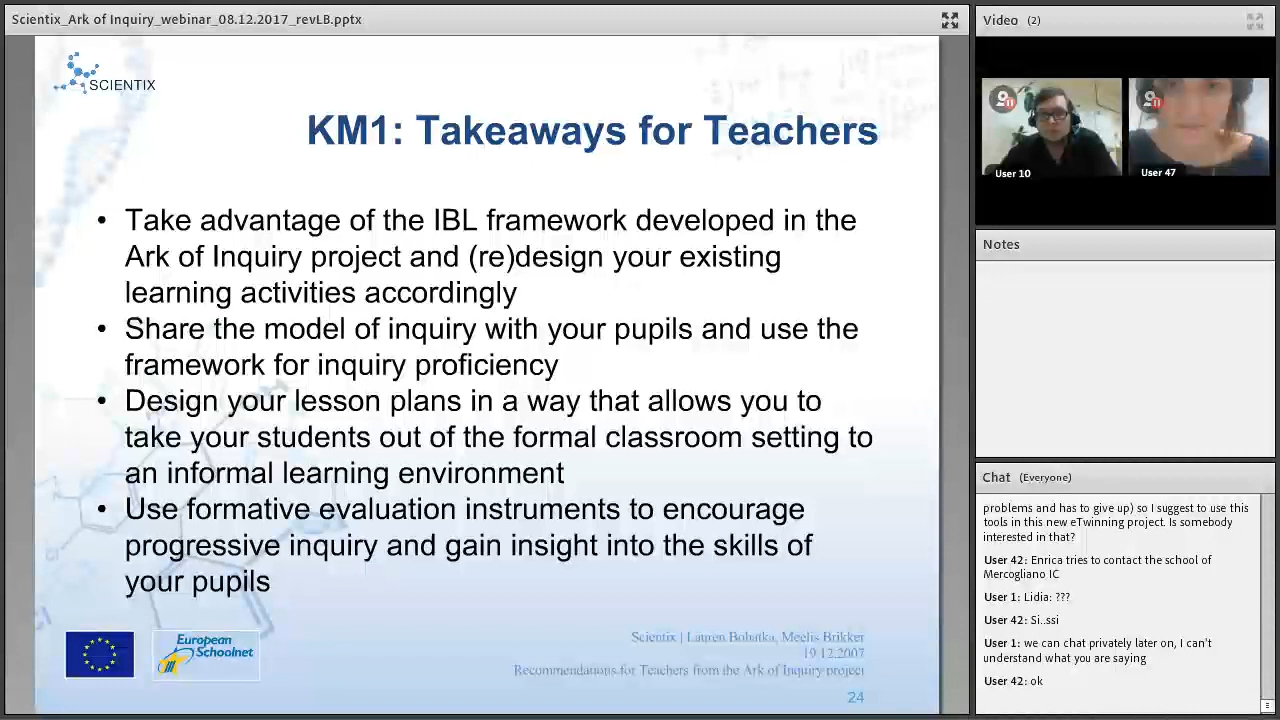 Scientix_Ark of Inquiry_webinar_08.12.2017_revLB.pptx
SCIENTIX
KM1: Takeaways for Teachers
• Take advantage of the IBL framework developed in the
Ark of Inquiry project and (re)design your existing
learning activities accordingly
• Share the model of inquiry with your pupils and use the
framework for inquiry proficiency
• Design your lesson plans in a way that allows you to
take your students out of the formal classroom setting to
an informal learning environment
• Use formative evaluation instruments to encourage
progressive inquiry and gain insight into the skills of
your pupils
European
Schoolnet
Scientix | Lauren Bohatka, Meelis Brikker
19.12.2007
Recommendations for Teachers from the Ark of Inquiry project
24
Video (2)
User 10
User 47
Notes
Chat (Everyone)
problems and has to give up) so I suggest to use this
tools in this new eTwinning project. Is somebody
interested in that?
User 42: Enrica tries to contact the school of
Mercogliano IC
User 1: Lidia: ???
User 42: Si..ssi
User 1: we can chat privately later on, I can't
understand what you are saying
User 42: ok